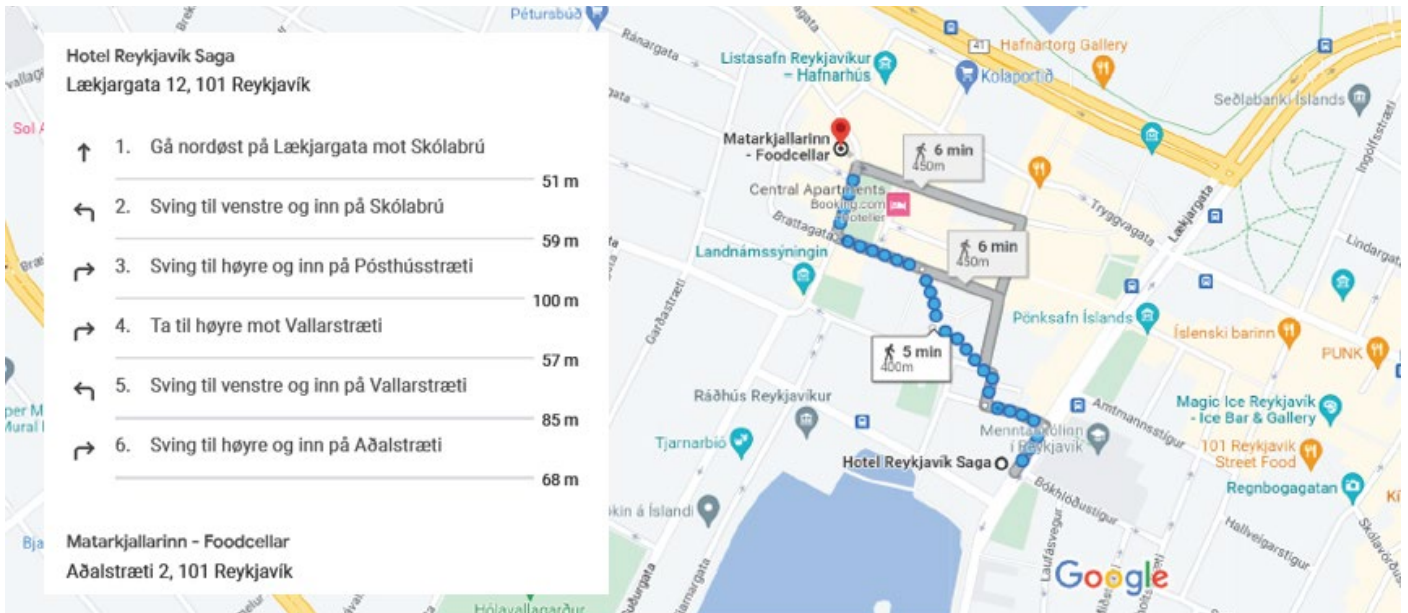 Hotel Reykjavík Saga
Lækjargata 12, 101 Reykjavík
1. Gå nordøst på Lækjargata mot Skólabrú
51 m
2. Sving til venstre og inn på Skólabrú
59 m
3. Sving til høyre og inn på Pósthússtræti
100 m
4. Ta til høyre mot Vallarstræti
57 m
5. Sving til venstre og inn på Vallarstræti
85 m
6. Sving til høyre og inn på Aðalstræti
68 m
Matarkjallarinn - Foodcellar
Aðalstræti 2, 101 Reykjavík
Pétursbúð
Ránargata
Listasafn Reykjavíkur
– Hafnarhús
41
Hafnartorg Gallery
Kolaportið
Seðlabanki Íslands
Ingólfsstræti
Matarkjallarinn
- Foodcellar
6 min
450m
Central Apartments
Booking.com
Brattagata
Tryggvagata
Lækjargata
Lindargata
Landnámssýningin
6 min
450m
Garðastræti
Pönksafn Íslands
Íslenski barinn
PUNK
5 min
400m
Ráðhús Reykjavíkur
Amtmannsstígur
Magic Ice Reykjavík
- Ice Bar & Gallery
Tjarnarbíó
Menntaskólinn
í Reykjavík
101 Reykjavik
Street Food
Hotel Reykjavík Saga
Bókhlöðustígur
Regnbogagatan
Hallveigarstígur
Laufásvegur
Google
Hólavallagarður